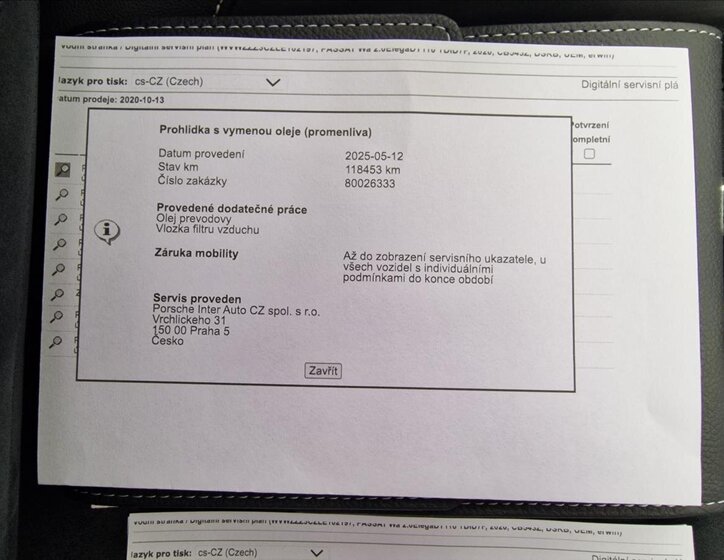 Jazyk pro tisk: cs-CZ (Czech)
Digitální servisní plá
atum prodeje: 2020-10-13
Potvrzení
ompletní
Prohlidka s vymenou oleje (promenliva)
Datum provedení 2025-05-12
Stav km 118453 km
Číslo zakázky 80026333
Provedené dodatečné práce
Olej prevodovy
Vlozka filtru vzduchu
Záruka mobility
Až do zobrazení servisního ukazatele, u
všech vozidel s individuálními
podmínkami do konce období
Servis proveden
Porsche Inter Auto CZ spol. s r.o.
Vrchlickeho 31
150 00 Praha 5
Česko
Zavřít
jazyk pro tisk: cs-CZ (Czech)